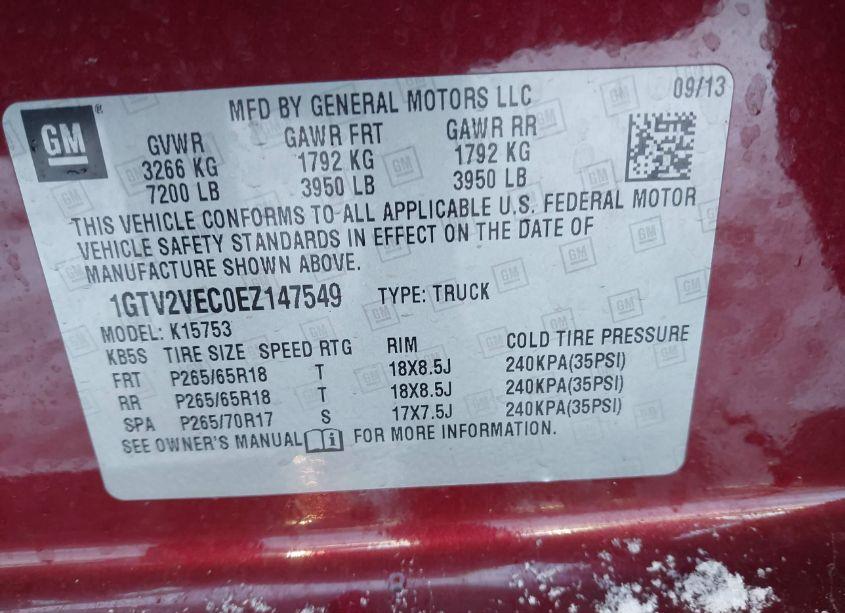 GM
MFD BY GENERAL MOTORS LLC 09/13
GVWR GAWR FRT GAWR RR
3266 KG 1792 KG 1792 KG
7200 LB 3950 LB 3950 LB
THIS VEHICLE CONFORMS TO ALL APPLICABLE U.S. FEDERAL MOTOR
VEHICLE SAFETY STANDARDS IN EFFECT ON THE DATE OF
MANUFACTURE SHOWN ABOVE.
1GTV2VEC0EZ147549 TYPE: TRUCK
MODEL: K15753
KB5S TIRE SIZE SPEED RTG RIM COLD TIRE PRESSURE
FRT P265/65R18 T 18X8.5J 240KPA(35PSI)
RR P265/65R18 T 18X8.5J 240KPA(35PSI)
SPA P265/70R17 S 17X7.5J 240KPA(35PSI)
SEE OWNER'S MANUAL FOR MORE INFORMATION.